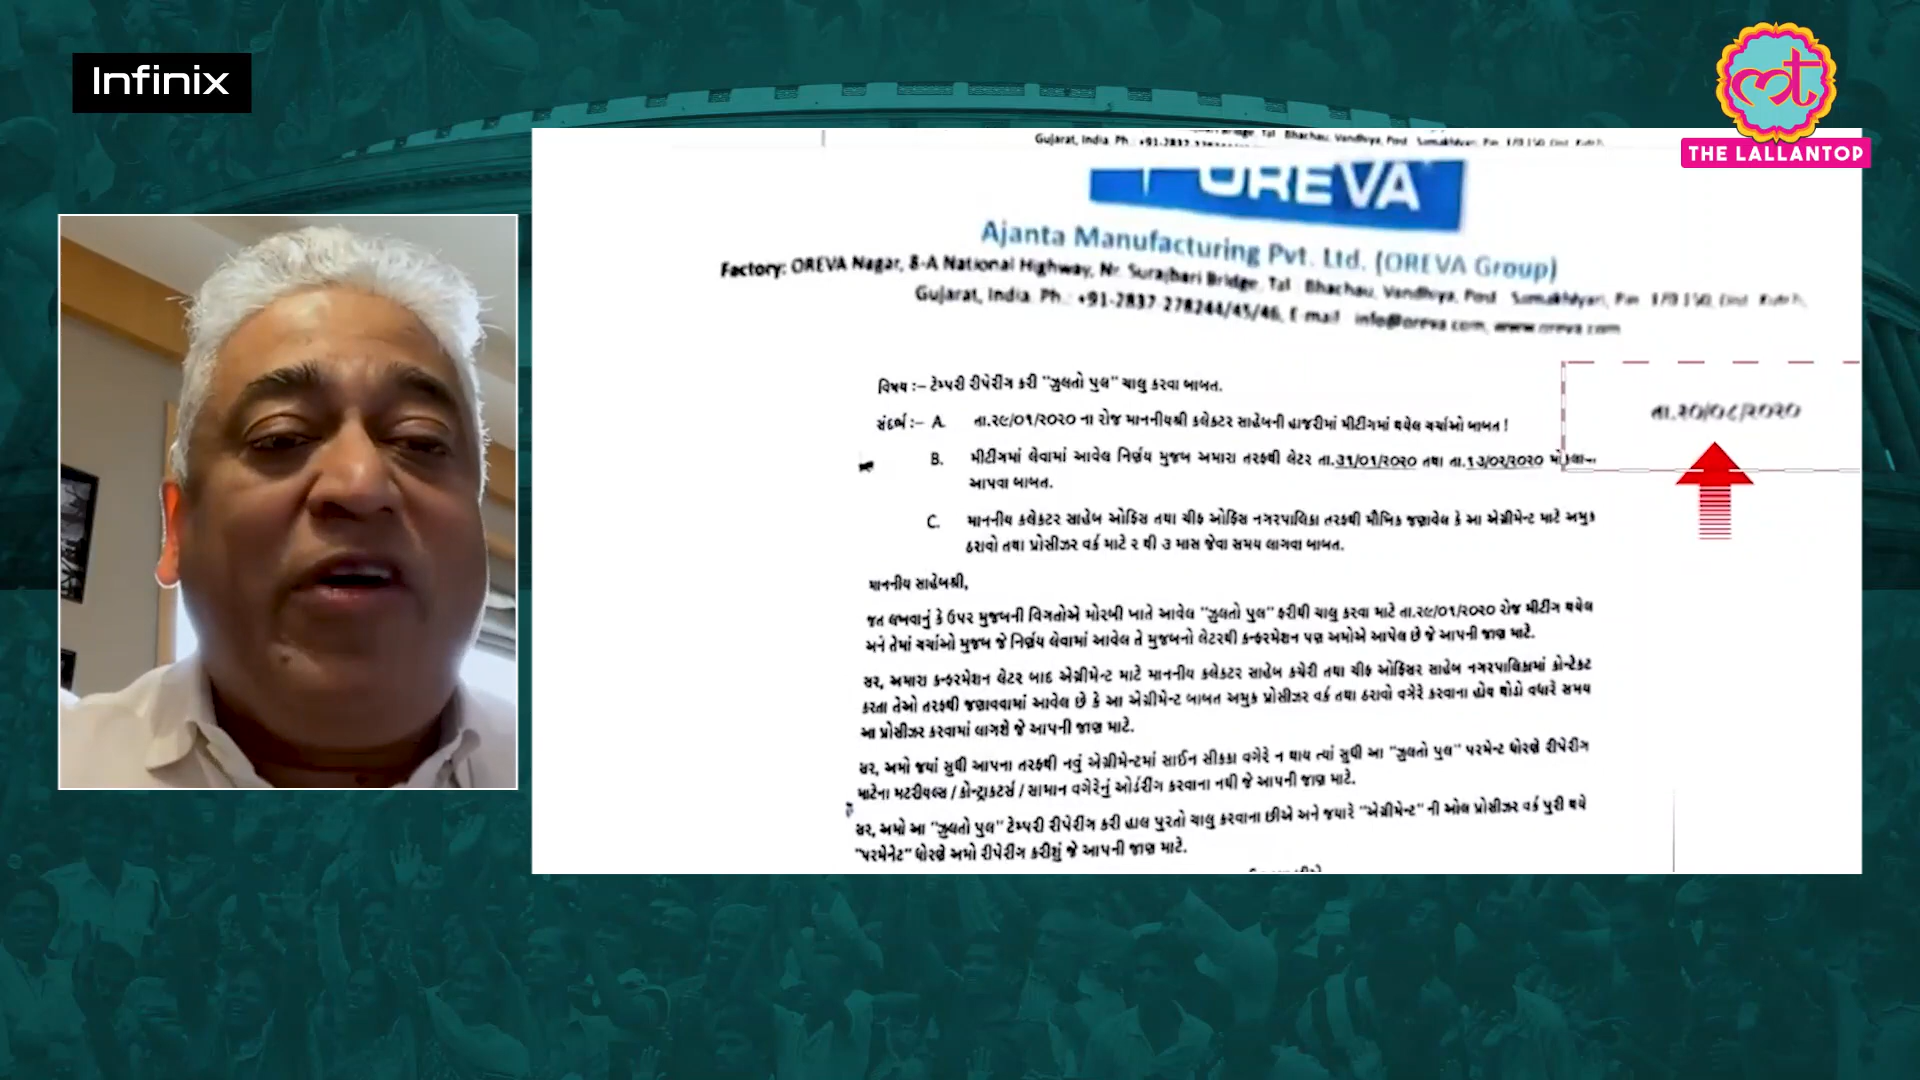 Infinix
THE LALLANTOP
OREVA
Ajanta Manufacturing Pvt. Ltd. (OREVA Group)
Factory: OREVA Nagar, 8-A National Highway, Nr. Surajbari Bridge, Tal : Bhachau, Vandhiya, Post :
Gujarat, India. Ph.: +91-2837-278244/45/46, E mail : info@oreva.com, www.oreva.com
તા.૨૦/૦૮/૨૦૨૦
વિષય :– ટેમ્પરી રીપેરીંગ કરી "ઝુલતો પુલ" ચાલુ કરવા બાબત.
સંદર્ભ :– A. તા.૨૯/૦૧/૨૦૨૦ ના રોજ માનનીયશ્રી કલેકટર સાહેબની હાજરીમાં મીટીંગમાં થયેલ ચર્ચાઓ બાબત !
B. મીટીંગમાં લેવામાં આવેલ નિર્ણય મુજબ અમારા તરફથી લેટર તા.૩૧/૦૧/૨૦૨૦ તથા તા.૧૩/૦૨/૨૦૨૦
આપવા બાબત.
C. માનનીય કલેકટર સાહેબ ઓફિસ તથા ચીફ ઓફિસ નગરપાલિકા તરફથી મૌખિક જણાવેલ કે આ એગ્રીમેન્ટ માટે અમુક
ઠરાવો તથા પ્રોસીઝર વર્ક માટે ૨ થી ૩ માસ જેવા સમય લાગવા બાબત.
માનનીય સાહેબશ્રી,
જત લખવાનું કે ઉપર મુજબની વિગતોએ મોરબી ખાતે આવેલ "ઝુલતો પુલ" ફરીથી ચાલુ કરવા માટે તા.૨૯/૦૧/૨૦૨૦ રોજ મીટીંગ થયેલ
અને તેમાં ચર્ચાઓ મુજબ જે નિર્ણય લેવામાં આવેલ તે મુજબનો લેટરથી કન્ફરમેશન પણ અમોએ આપેલ છે જે આપની જાણ માટે.
સર, અમારા કન્ફરમેશન લેટર બાદ એગ્રીમેન્ટ માટે માનનીય કલેકટર સાહેબ કચેરી તથા ચીફ ઓફિસર સાહેબ નગરપાલિકામાં કોન્ટેક્ટ
કરતા તેઓ તરફથી જણાવવામાં આવેલ છે કે આ એગ્રીમેન્ટ બાબત અમુક પ્રોસીઝર વર્ક તથા ઠરાવો વગેરે કરવાના હોય થોડો વધારે સમય
આ પ્રોસીઝર કરવામાં લાગશે જે આપની જાણ માટે.
સર, અમો જયાં સુધી આપના તરફથી નવું એગ્રીમેન્ટમાં સાઈન સીકકા વગેરે ન થાય ત્યાં સુધી આ "ઝુલતો પુલ" પરમેન્ટ ધોરણે રીપેરીંગ
માટેના મટરીયલ્સ / કોન્ટ્રાકટર્સ / સામાન વગેરેનું ઓર્ડરીંગ કરવાના નથી જે આપની જાણ માટે.
સર, અમો આ "ઝુલતો પુલ" ટેમ્પરી રીપેરીંગ કરી હાલ પુરતો ચાલુ કરવાના છીએ અને જયારે "એગ્રીમેન્ટ" ની ઓલ પ્રોસીઝર વર્ક પુરી થયે
"પરમેનેટ" ધોરણે અમો રીપેરીંગ કરીશું જે આપની જાણ માટે.